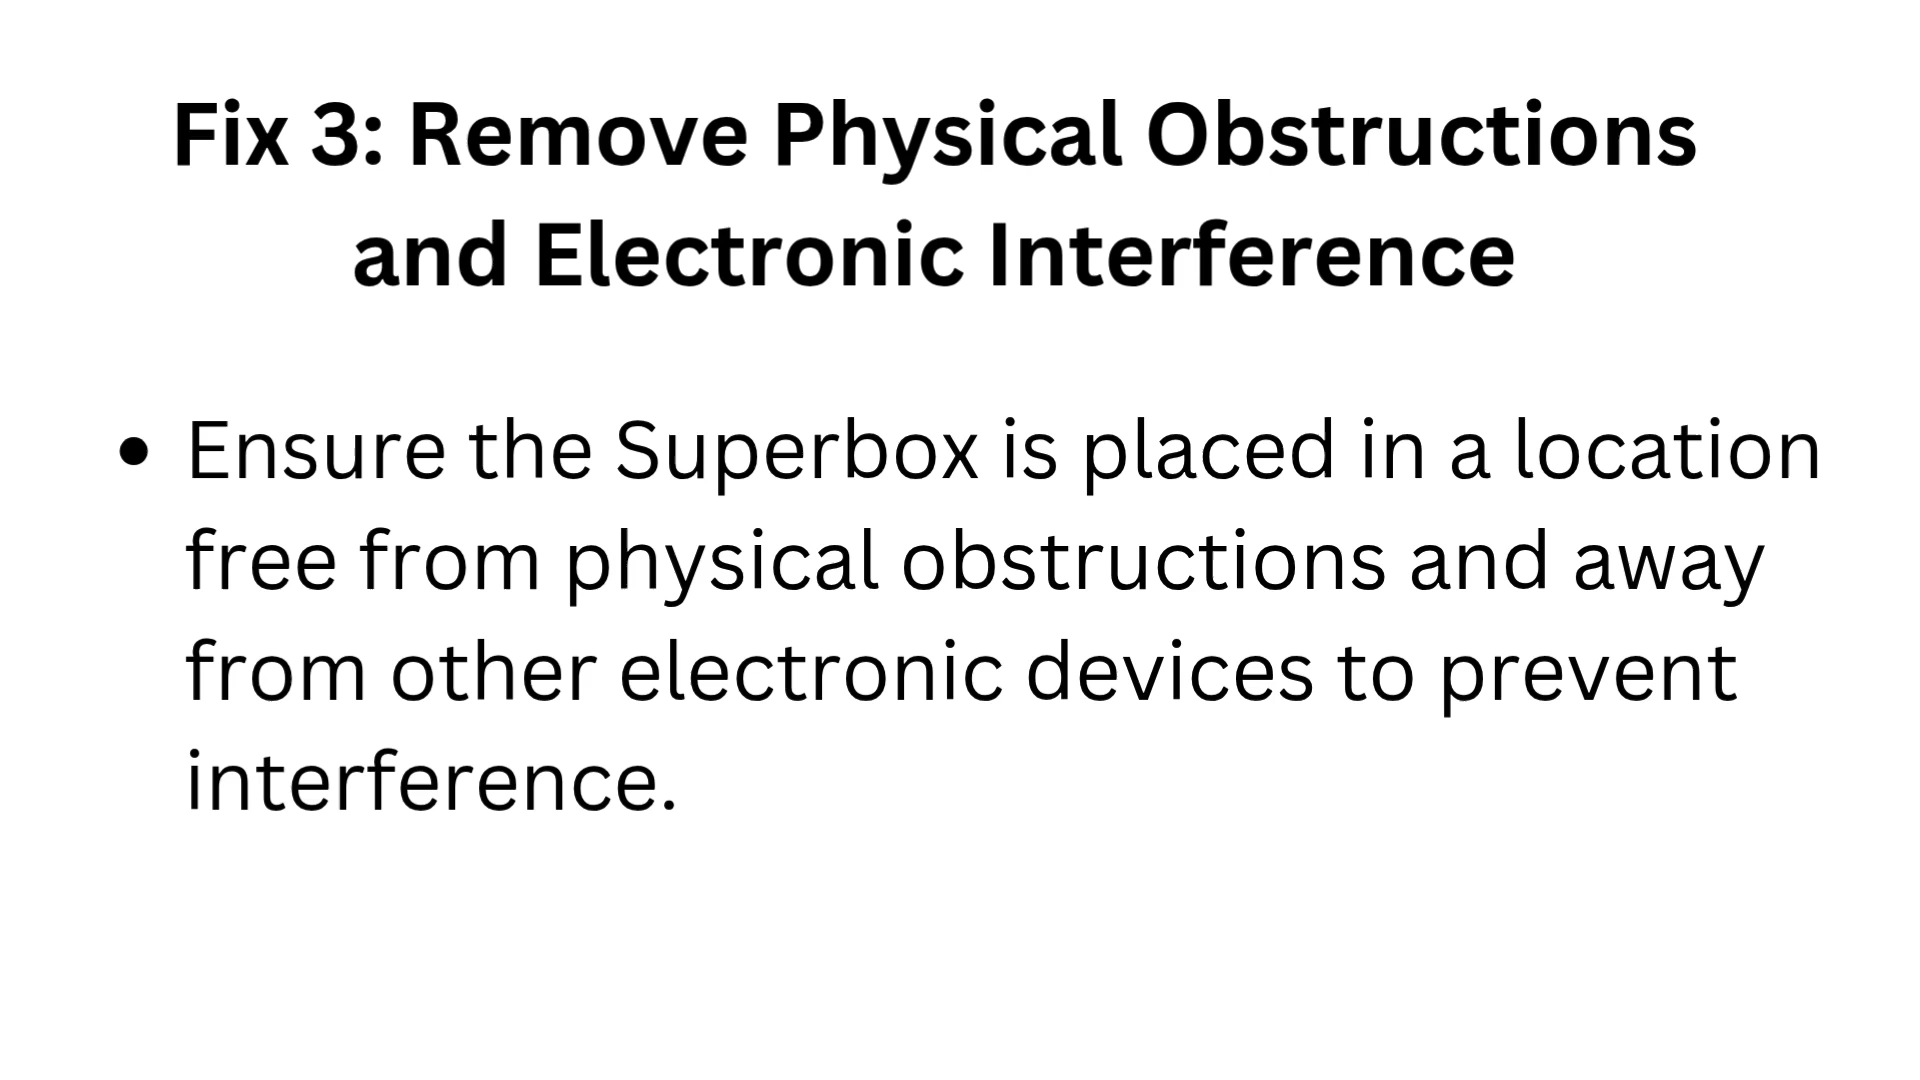 Fix 3: Remove Physical Obstructions
and Electronic Interference
• Ensure the Superbox is placed in a location
free from physical obstructions and away
from other electronic devices to prevent
interference.